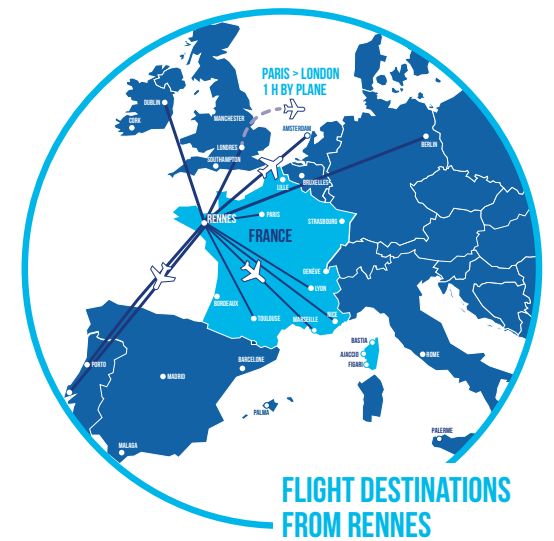 PARIS > LONDON
1 H BY PLANE
DUBLIN
CORK
MANCHESTER
AMSTERDAM
LONDRES
BERLIN
SOUTHAMPTON
LILLE
BRUXELLES
RENNES
PARIS
STRASBOURG
FRANCE
GENÈVE
LYON
BORDEAUX
TOULOUSE
MARSEILLE
NICE
BASTIA
AJACCIO
FIGARI
ROME
PORTO
BARCELONE
MADRID
PALMA
PALERME
MALAGA
FLIGHT DESTINATIONS
FROM RENNES